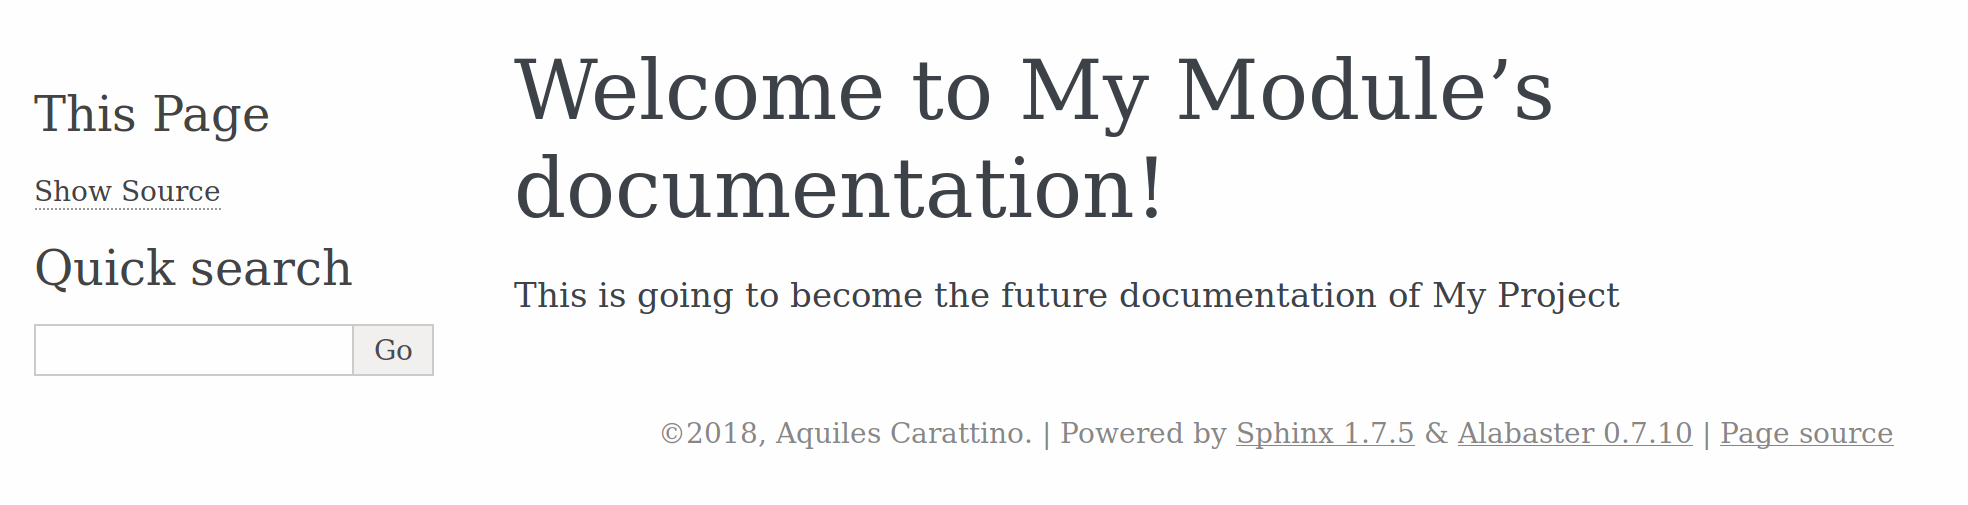 This Page
Show Source
Quick search
Go
Welcome to My Module’s
documentation!
This is going to become the future documentation of My Project
©2018, Aquiles Carattino. | Powered by Sphinx 1.7.5 & Alabaster 0.7.10 | Page source